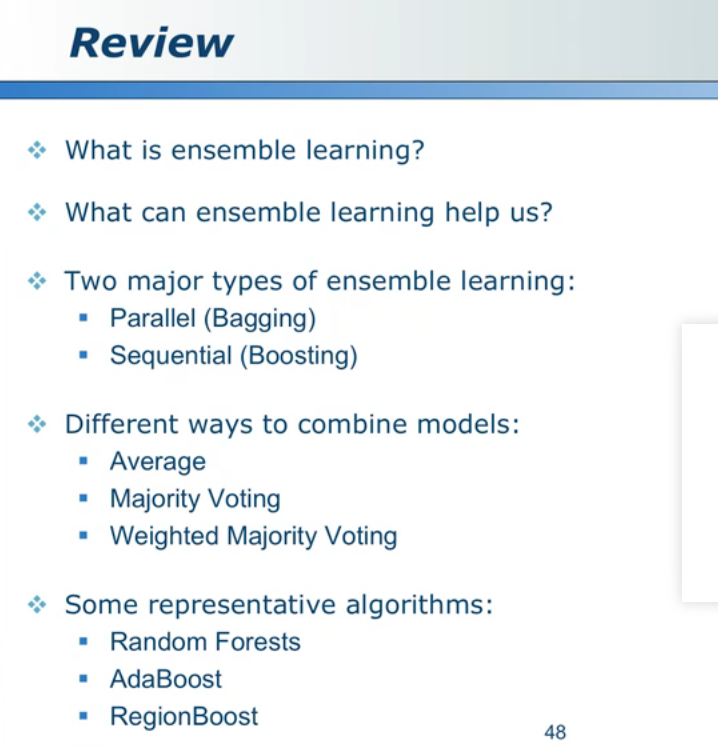 Review
What is ensemble learning?
What can ensemble learning help us?
Two major types of ensemble learning:
Parallel (Bagging)
Sequential (Boosting)
Different ways to combine models:
Average
Majority Voting
Weighted Majority Voting
Some representative algorithms:
Random Forests
AdaBoost
RegionBoost
48